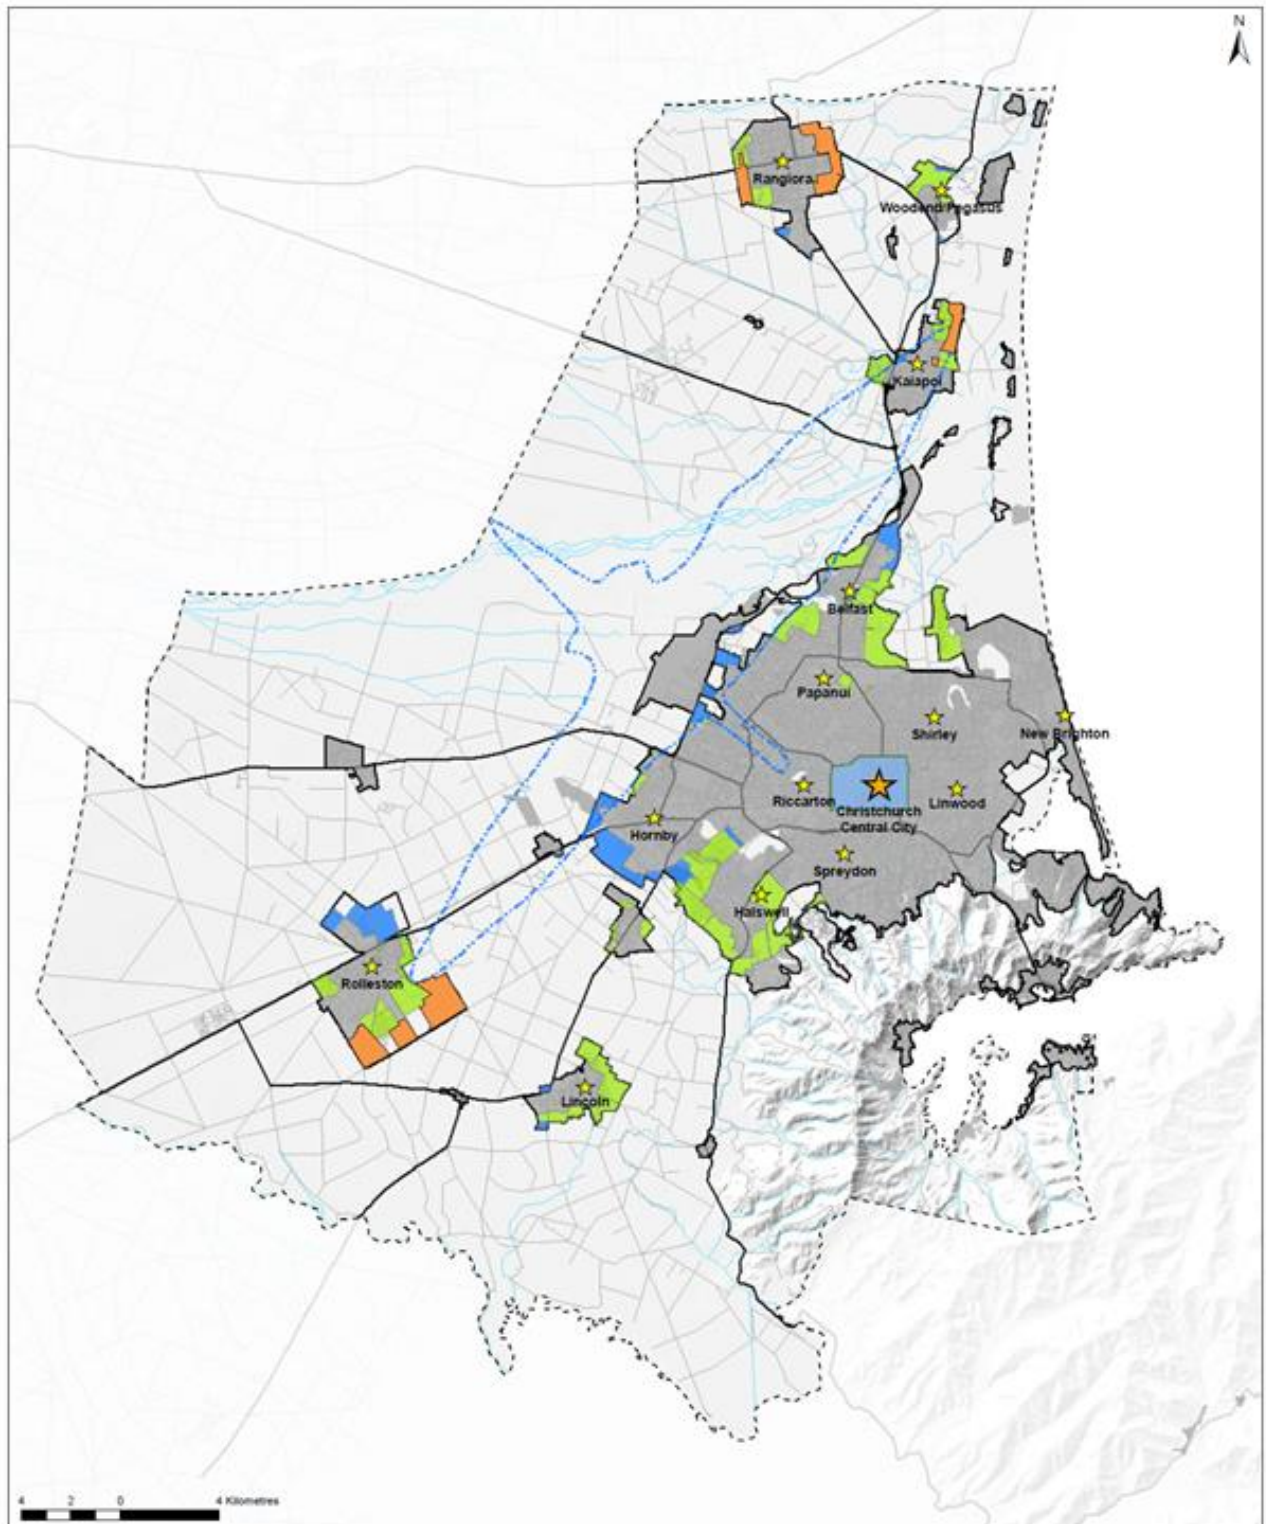 N
Rangiora
Woodend/Pegasus
Kaiapoi
Belfast
Papanui
Shirley
New Brighton
Riccarton
Christchurch
Central City
Linwood
Hornby
Spreydon
Halswell
Rolleston
Lincoln
4 2 0 4 Kilometres